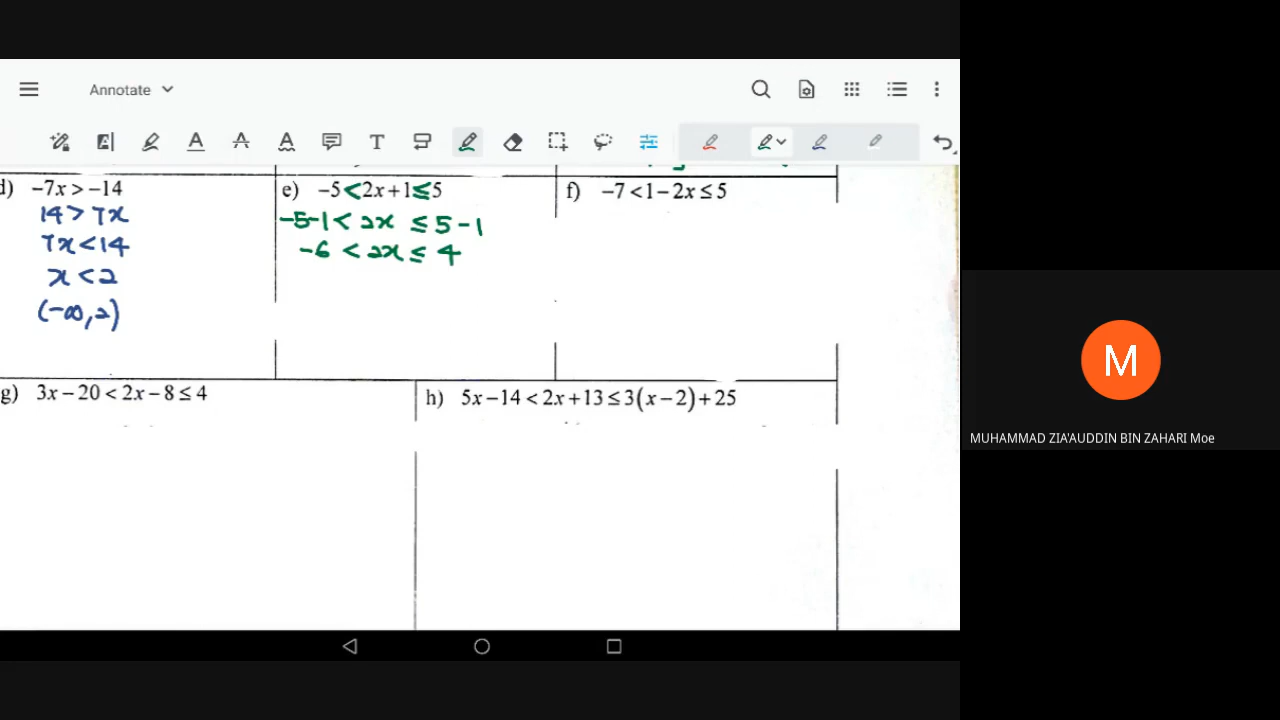 Annotate
d) −7x > −14
14 > 7x
7x < 14
x < 2
(−∞, 2)
e) −5 < 2x + 1 ≤ 5
−5−1 < 2x ≤ 5 − 1
−6 < 2x ≤ 4
f) −7 < 1 − 2x ≤ 5
g) 3x − 20 < 2x − 8 ≤ 4
h) 5x − 14 < 2x + 13 ≤ 3(x − 2) + 25
M
MUHAMMAD ZIA'AUDDIN BIN ZAHARI Moe